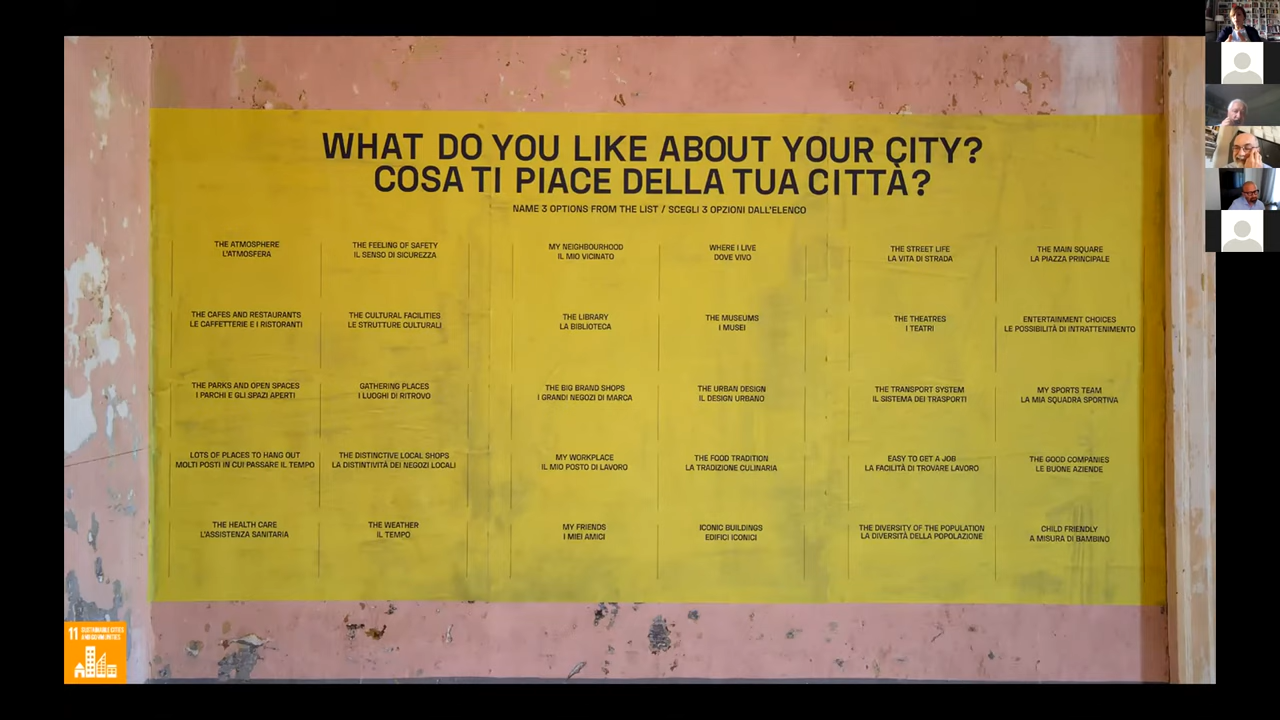 WHAT DO YOU LIKE ABOUT YOUR CITY?
COSA TI PIACE DELLA TUA CITTÀ?
NAME 3 OPTIONS FROM THE LIST / SCEGLI 3 OPZIONI DALL'ELENCO
THE ATMOSPHERE
L'ATMOSFERA
THE FEELING OF SAFETY
IL SENSO DI SICUREZZA
MY NEIGHBOURHOOD
IL MIO VICINATO
WHERE I LIVE
DOVE VIVO
THE STREET LIFE
LA VITA DI STRADA
THE MAIN SQUARE
LA PIAZZA PRINCIPALE
THE CAFES AND RESTAURANTS
LE CAFFETTERIE E I RISTORANTI
THE CULTURAL FACILITIES
LE STRUTTURE CULTURALI
THE LIBRARY
LA BIBLIOTECA
THE MUSEUMS
I MUSEI
THE THEATRES
I TEATRI
ENTERTAINMENT CHOICES
LE POSSIBILITÀ DI INTRATTENIMENTO
THE PARKS AND OPEN SPACES
I PARCHI E GLI SPAZI APERTI
GATHERING PLACES
I LUOGHI DI RITROVO
THE BIG BRAND SHOPS
I GRANDI NEGOZI DI MARCA
THE URBAN DESIGN
IL DESIGN URBANO
THE TRANSPORT SYSTEM
IL SISTEMA DEI TRASPORTI
MY SPORTS TEAM
LA MIA SQUADRA SPORTIVA
LOTS OF PLACES TO HANG OUT
MOLTI POSTI IN CUI PASSARE IL TEMPO
THE DISTINCTIVE LOCAL SHOPS
LA DISTINTIVITÀ DEI NEGOZI LOCALI
MY WORKPLACE
IL MIO POSTO DI LAVORO
THE FOOD TRADITION
LA TRADIZIONE CULINARIA
EASY TO GET A JOB
LA FACILITÀ DI TROVARE LAVORO
THE GOOD COMPANIES
LE BUONE AZIENDE
THE HEALTH CARE
L'ASSISTENZA SANITARIA
THE WEATHER
IL TEMPO
MY FRIENDS
I MIEI AMICI
ICONIC BUILDINGS
EDIFICI ICONICI
THE DIVERSITY OF THE POPULATION
LA DIVERSITÀ DELLA POPOLAZIONE
CHILD FRIENDLY
A MISURA DI BAMBINO
11 SUSTAINABLE CITIES
AND COMMUNITIES